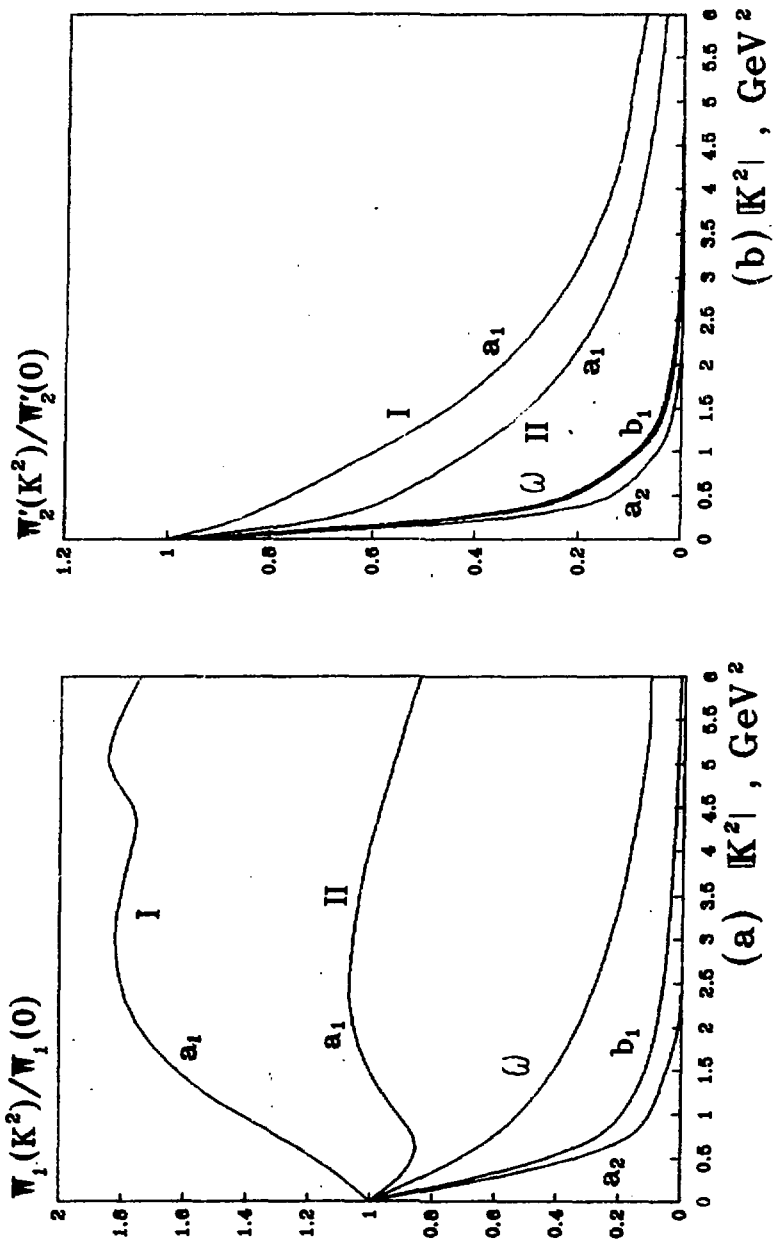 W₁(K²)/W₁(0)
2
1.8
1.6
1.4
1.2
1
0.8
0.6
0.4
0.2
0
0 0.5 1 1.5 2 2.5 3 3.5 4 4.5 5 5.5 6
I
a₁
II
a₁
ω
b₁
a₂
(a) |K²| , GeV²
W₂'(K²)/W₂'(0)
1.2
1
0.8
0.6
0.4
0.2
0
0 0.5 1 1.5 2 2.5 3 3.5 4 4.5 5 5.5 6
I
a₁
II
a₁
ω
b₁
a₂
(b) |K²| , GeV²